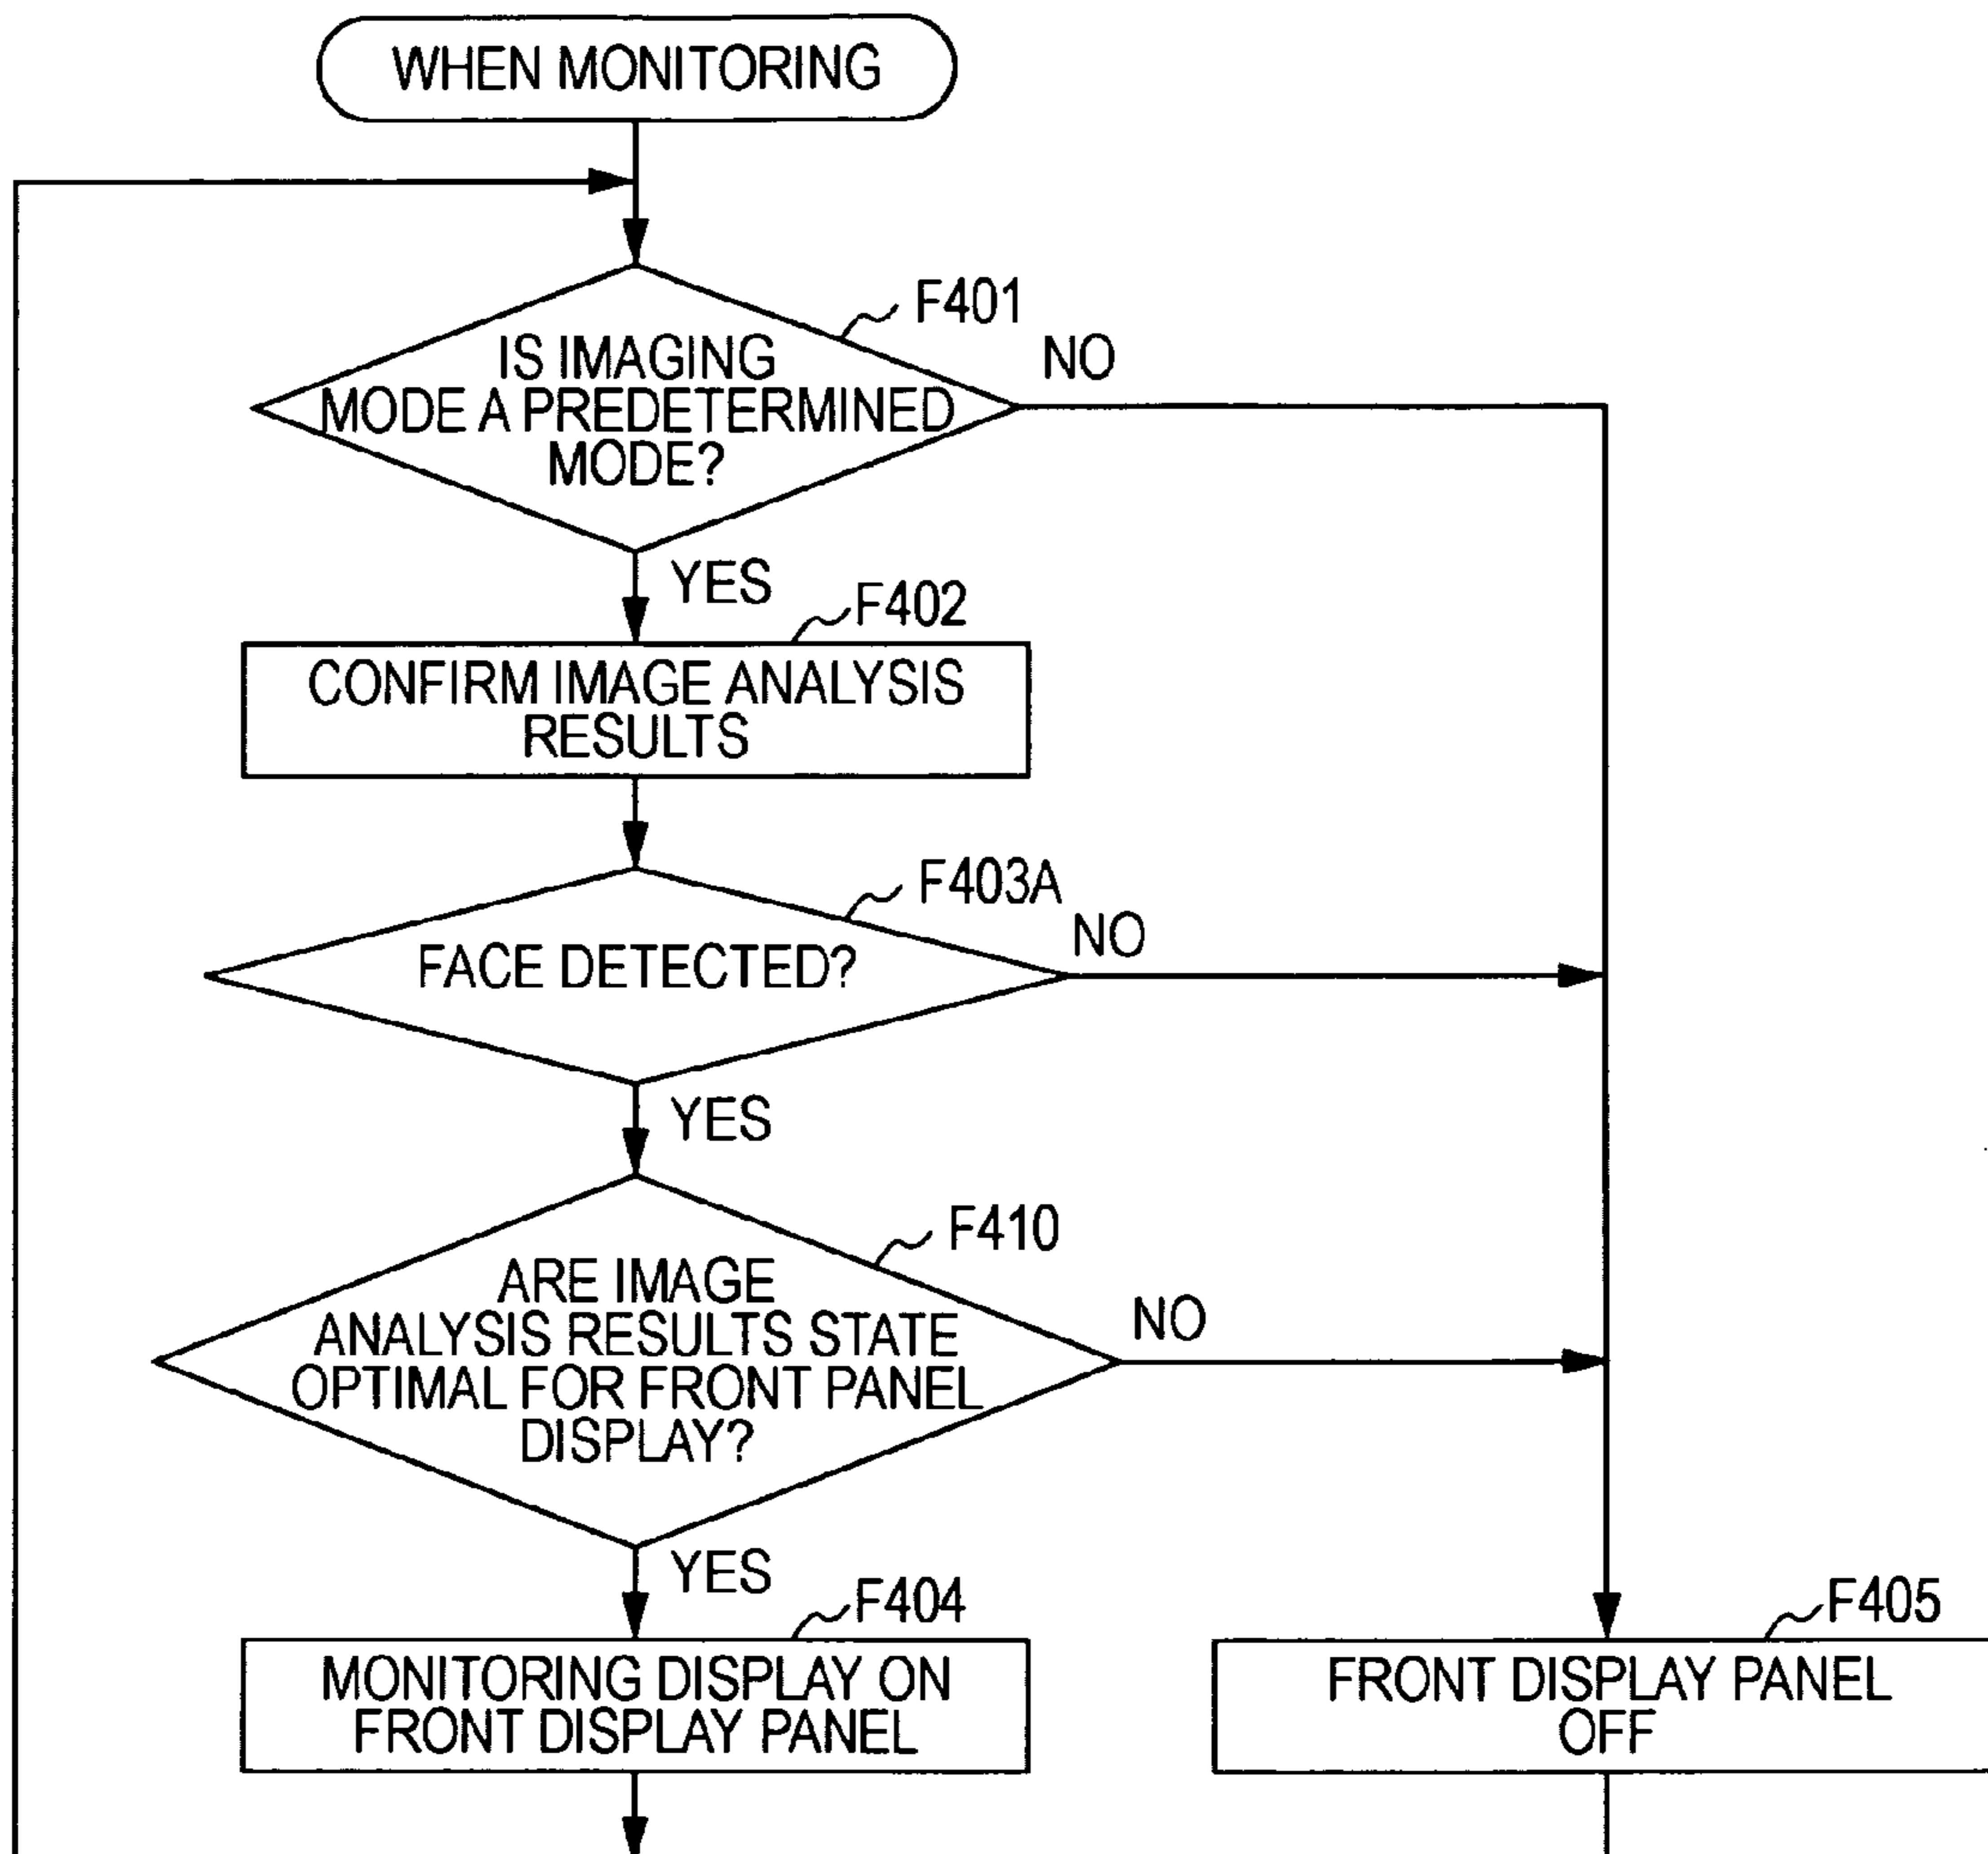 WHEN MONITORING
F401
IS IMAGING
MODE A PREDETERMINED
MODE?
NO
YES
F402
CONFIRM IMAGE ANALYSIS
RESULTS
F403A
FACE DETECTED?
NO
YES
F410
ARE IMAGE
ANALYSIS RESULTS STATE
OPTIMAL FOR FRONT PANEL
DISPLAY?
NO
YES
F404
MONITORING DISPLAY ON
FRONT DISPLAY PANEL
F405
FRONT DISPLAY PANEL
OFF